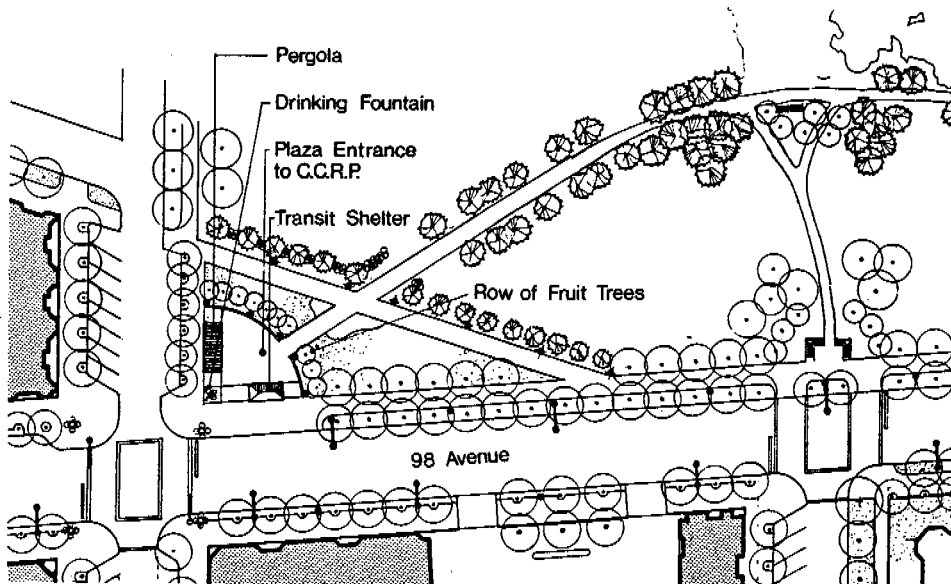 Pergola
Drinking Fountain
Plaza Entrance
to C.C.R.P.
Transit Shelter
Row of Fruit Trees
98 Avenue